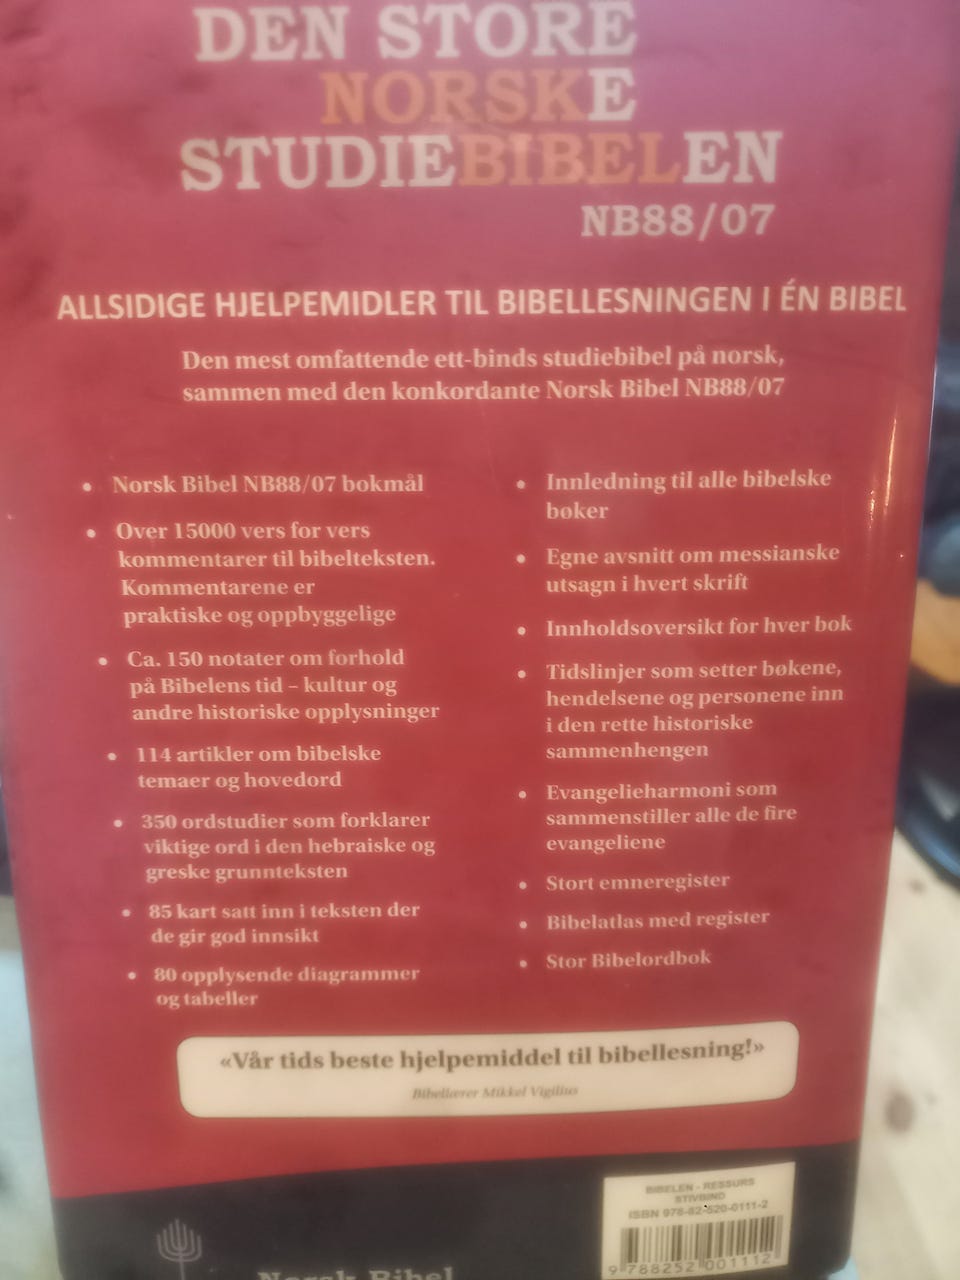 DEN STORE
NORSKE
STUDIEBIBELEN
NB88/07
ALLSIDIGE HJELPEMIDLER TIL BIBELLESNINGEN I ÉN BIBEL
Den mest omfattende ett-binds studiebibel på norsk,
sammen med den konkordante Norsk Bibel NB88/07
• Norsk Bibel NB88/07 bokmål
• Over 15000 vers for vers
kommentarer til bibelteksten.
Kommentarene er
praktiske og oppbyggelige
• Ca. 150 notater om forhold
på Bibelens tid – kultur og
andre historiske opplysninger
• 114 artikler om bibelske
temaer og hovedord
• 350 ordstudier som forklarer
viktige ord i den hebraiske og
greske grunnteksten
• 85 kart satt inn i teksten der
de gir god innsikt
• 80 opplysende diagrammer
og tabeller
• Innledning til alle bibelske
bøker
• Egne avsnitt om messianske
utsagn i hvert skrift
• Innholdsoversikt for hver bok
• Tidslinjer som setter bøkene,
hendelsene og personene inn
i den rette historiske
sammenhengen
• Evangelieharmoni som
sammenstiller alle de fire
evangeliene
• Stort emneregister
• Bibelatlas med register
• Stor Bibelordbok
«Vår tids beste hjelpemiddel til bibellesning!»
Bibellærer Mikkel Vigilius
BIBELEN - RESSURS
STIVBIND
ISBN 978-82-520-0111-2
9 788252 001112
Norsk Bibel